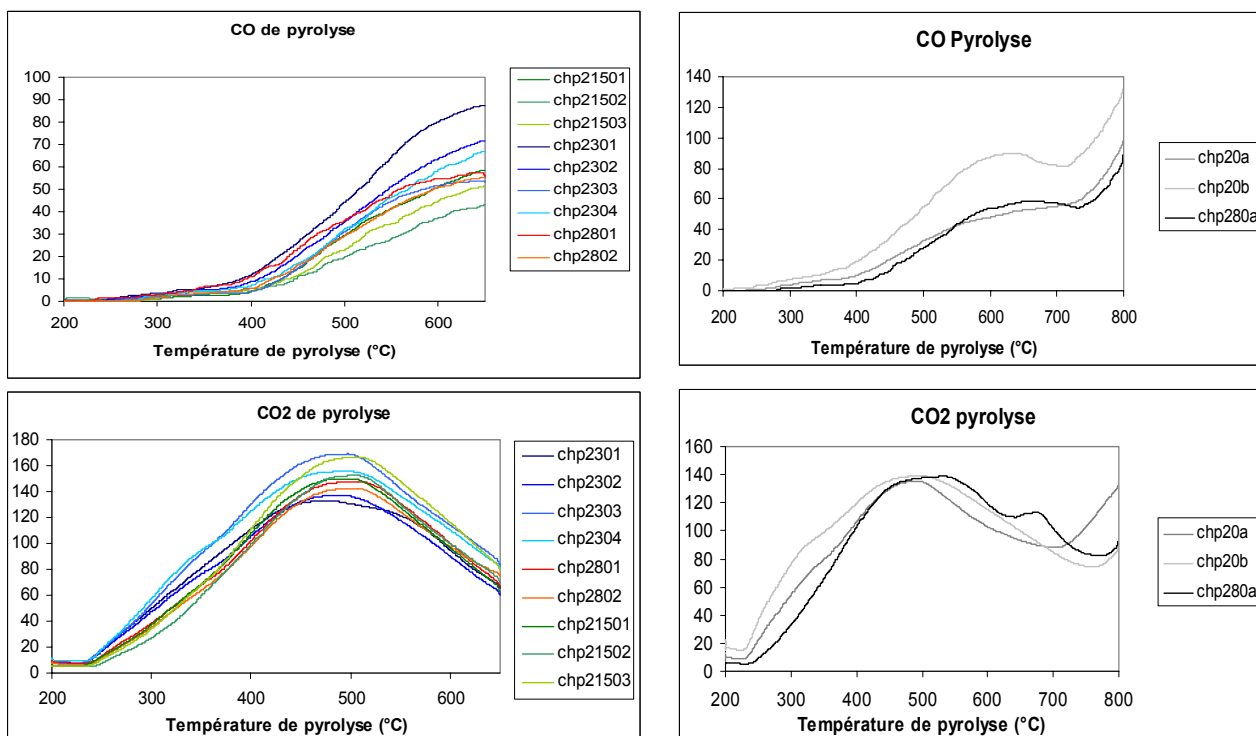 CO de pyrolyse
100
90
80
70
60
50
40
30
20
10
0
200 300 400 500 600
Température de pyrolyse (°C)
chp21501
chp21502
chp21503
chp2301
chp2302
chp2303
chp2304
chp2801
chp2802
CO Pyrolyse
140
120
100
80
60
40
20
0
200 300 400 500 600 700 800
Température de pyrolyse (°C)
chp20a
chp20b
chp280a
CO2 de pyrolyse
180
160
140
120
100
80
60
40
20
0
200 300 400 500 600
Température de pyrolyse (°C)
chp2301
chp2302
chp2303
chp2304
chp2801
chp2802
chp21501
chp21502
chp21503
CO2 pyrolyse
160
140
120
100
80
60
40
20
0
200 300 400 500 600 700 800
Température de pyrolyse (°C)
chp20a
chp20b
chp280a